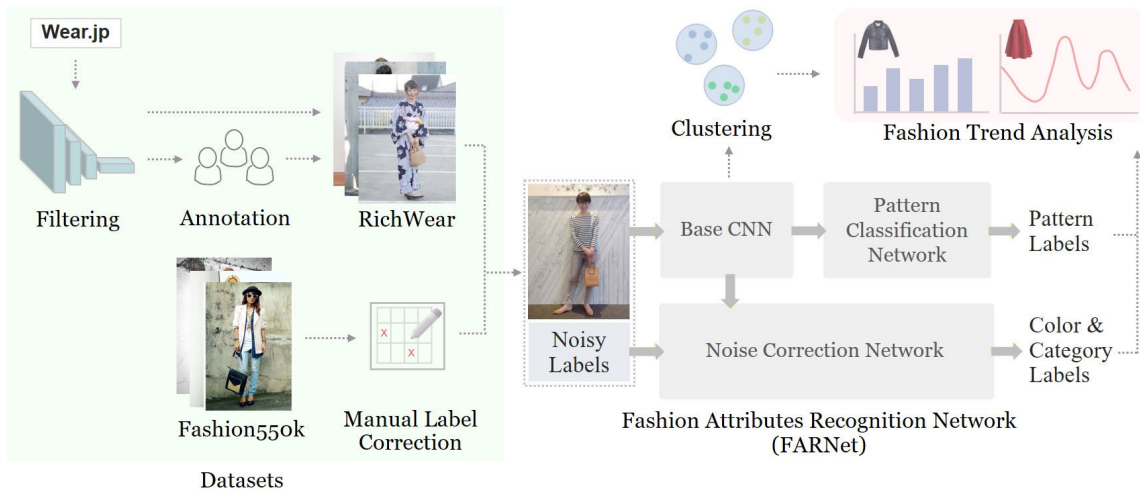 Wear.jp
Filtering
Annotation
RichWear
Fashion550k
Manual Label
Correction
Datasets
Noisy
Labels
Clustering
Fashion Trend Analysis
Base CNN
Pattern
Classification
Network
Pattern
Labels
Noise Correction Network
Color &
Category
Labels
Fashion Attributes Recognition Network
(FARNet)
X
X